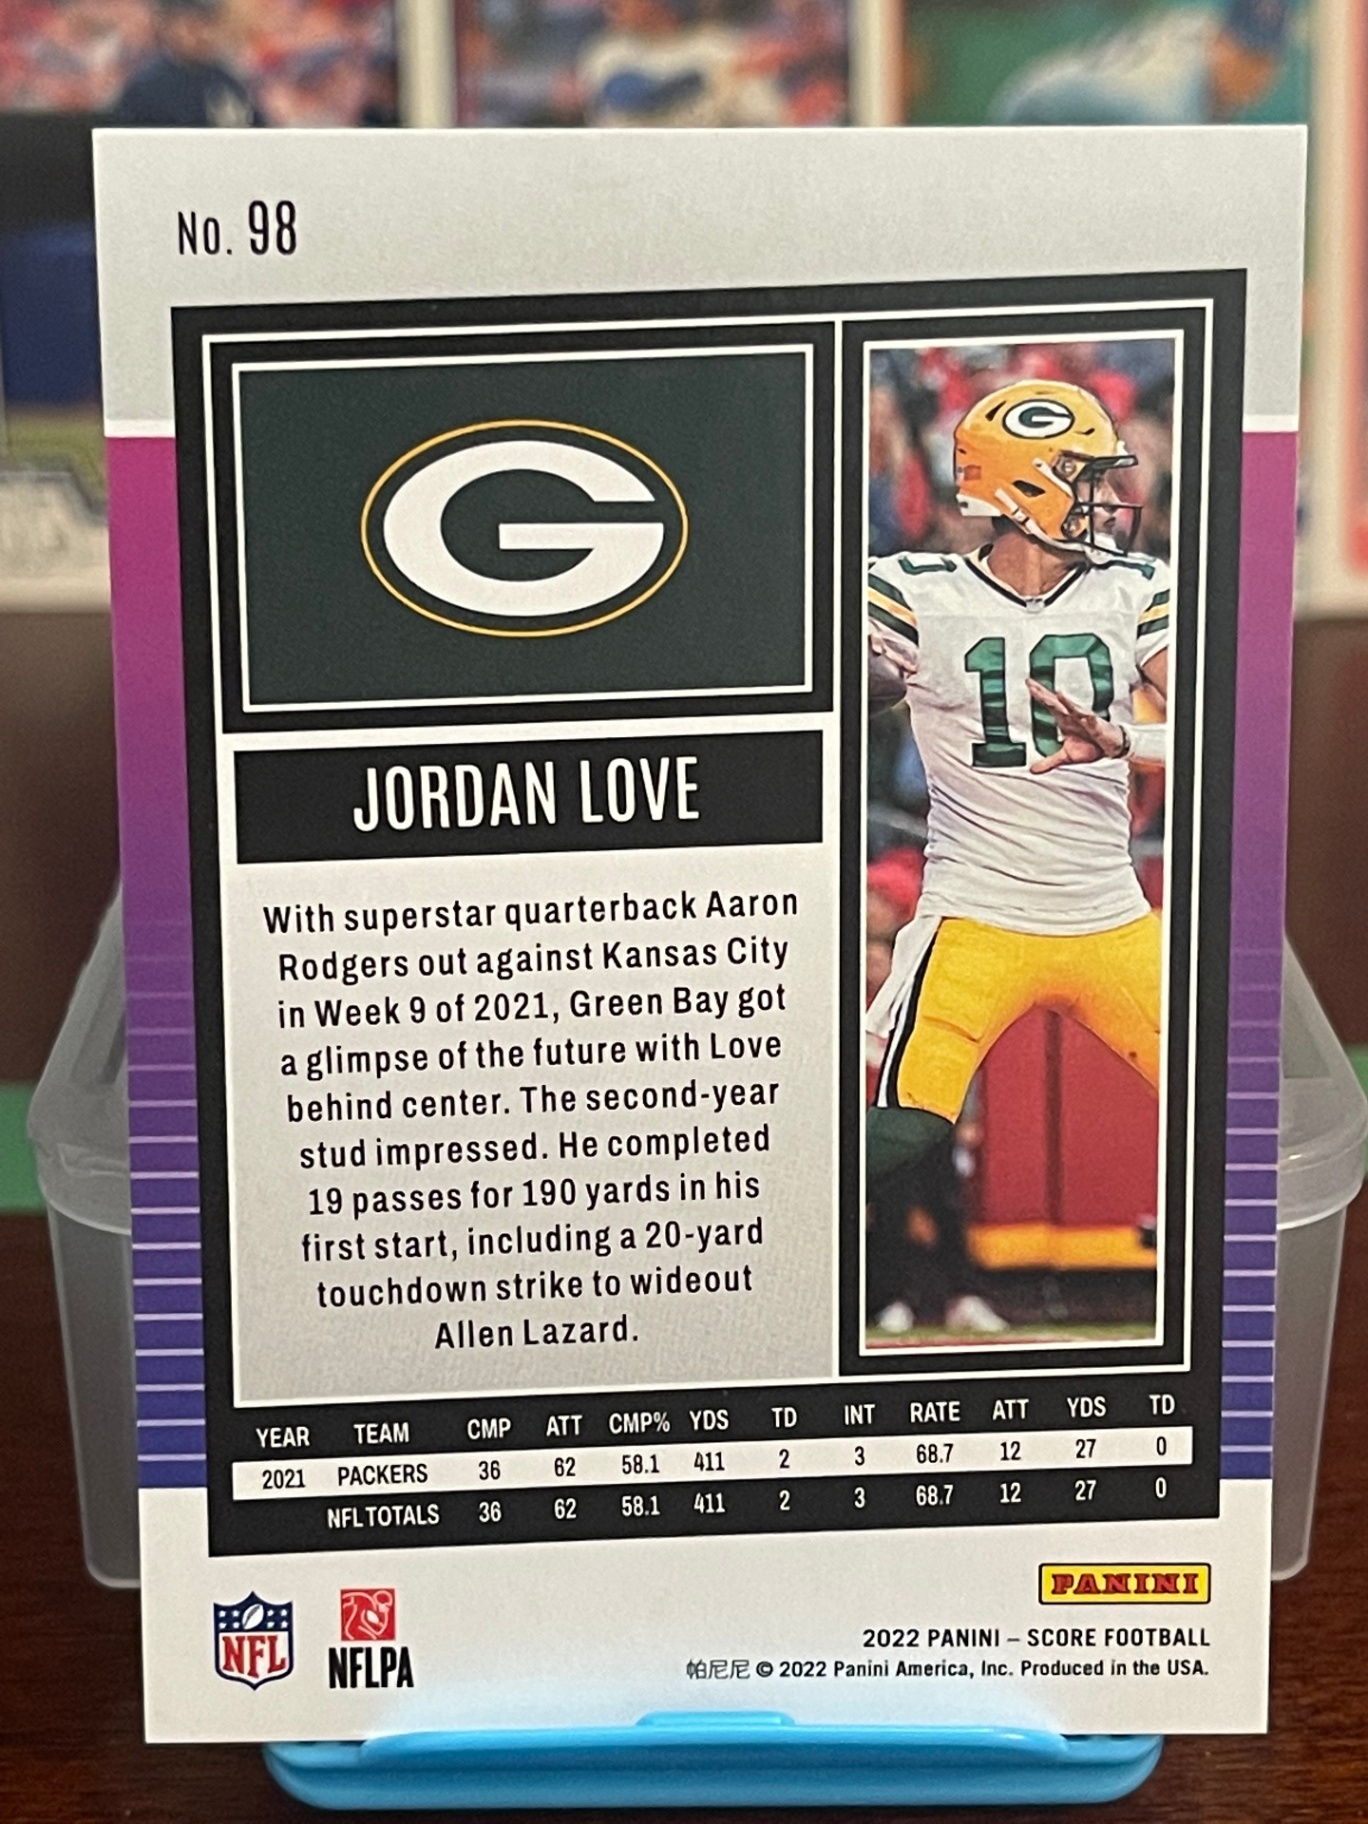 No. 98
G
JORDAN LOVE
With superstar quarterback Aaron
Rodgers out against Kansas City
in Week 9 of 2021, Green Bay got
a glimpse of the future with Love
behind center. The second-year
stud impressed. He completed
19 passes for 190 yards in his
first start, including a 20-yard
touchdown strike to wideout
Allen Lazard.
G
10
YEAR TEAM CMP ATT CMP% YDS TD INT RATE ATT YDS TD
2021 PACKERS 36 62 58.1 411 2 3 68.7 12 27 0
NFL TOTALS 36 62 58.1 411 2 3 68.7 12 27 0
NFL
NFLPA
PANINI
2022 PANINI – SCORE FOOTBALL
帕尼尼 © 2022 Panini America, Inc. Produced in the USA.